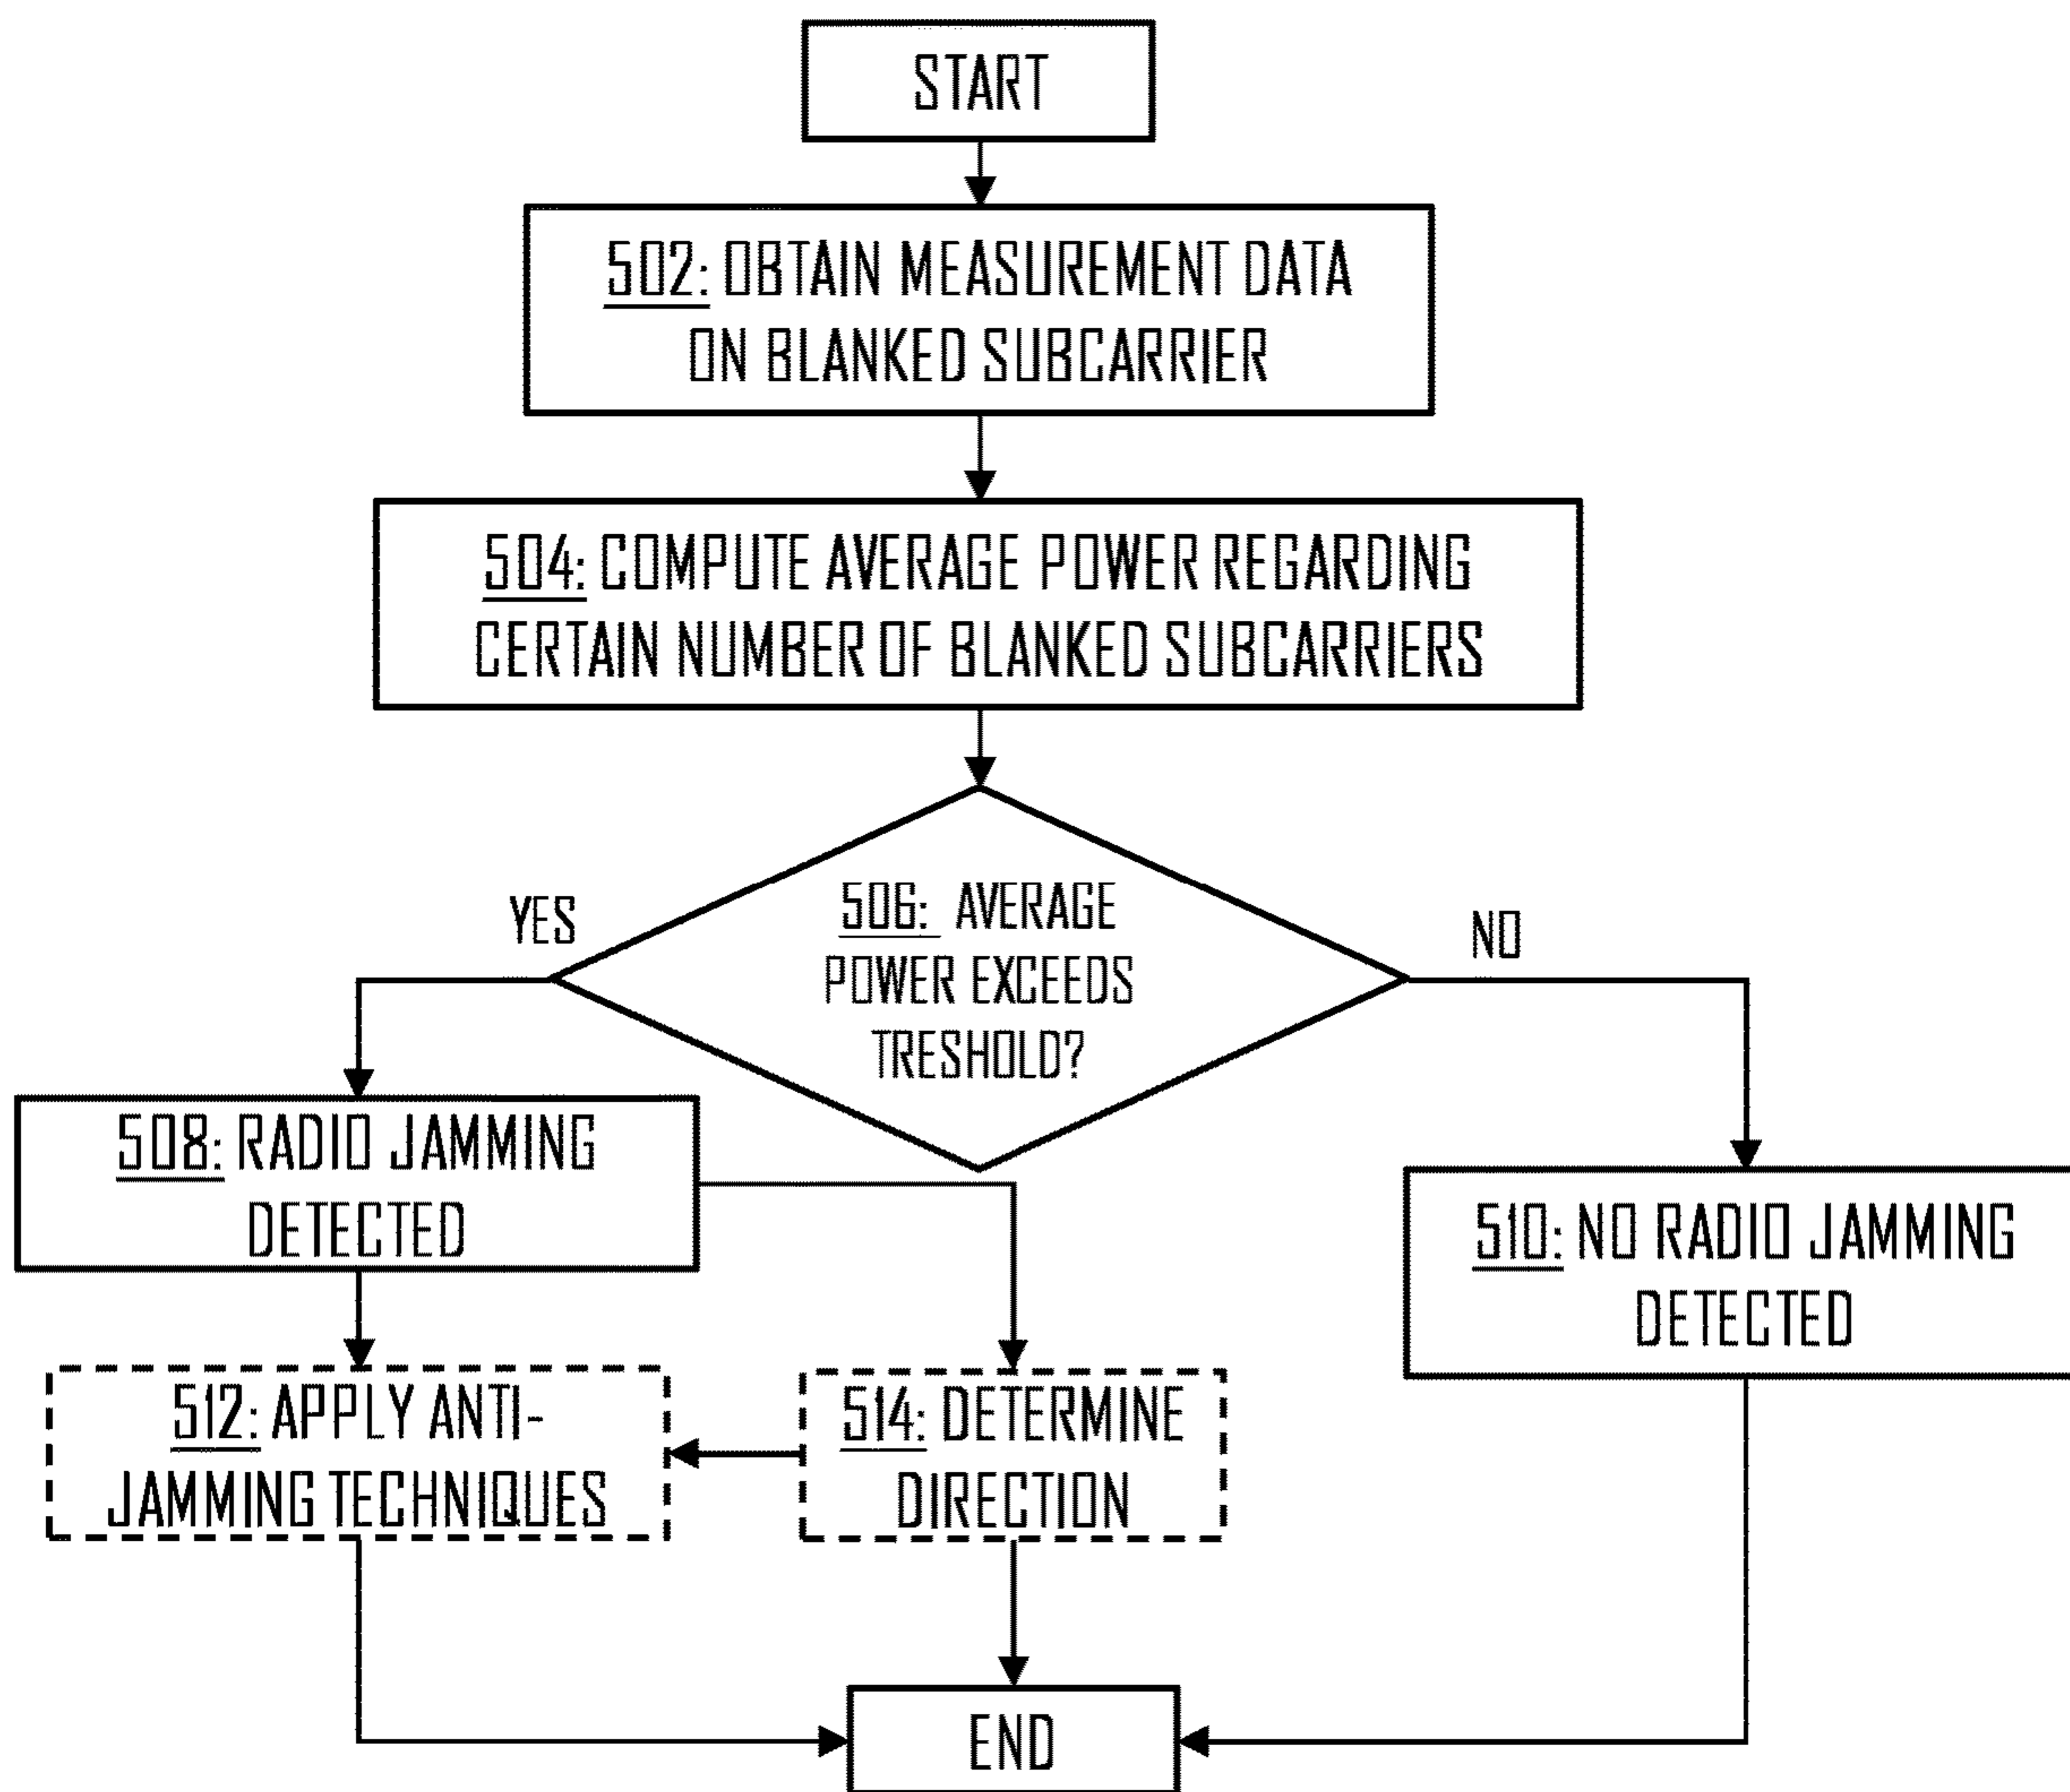 START
502: OBTAIN MEASUREMENT DATA
ON BLANKED SUBCARRIER
504: COMPUTE AVERAGE POWER REGARDING
CERTAIN NUMBER OF BLANKED SUBCARRIERS
YES
506: AVERAGE
POWER EXCEEDS
TRESHOLD?
NO
508: RADIO JAMMING
DETECTED
510: NO RADIO JAMMING
DETECTED
512: APPLY ANTI-
JAMMING TECHNIQUES
514: DETERMINE
DIRECTION
END